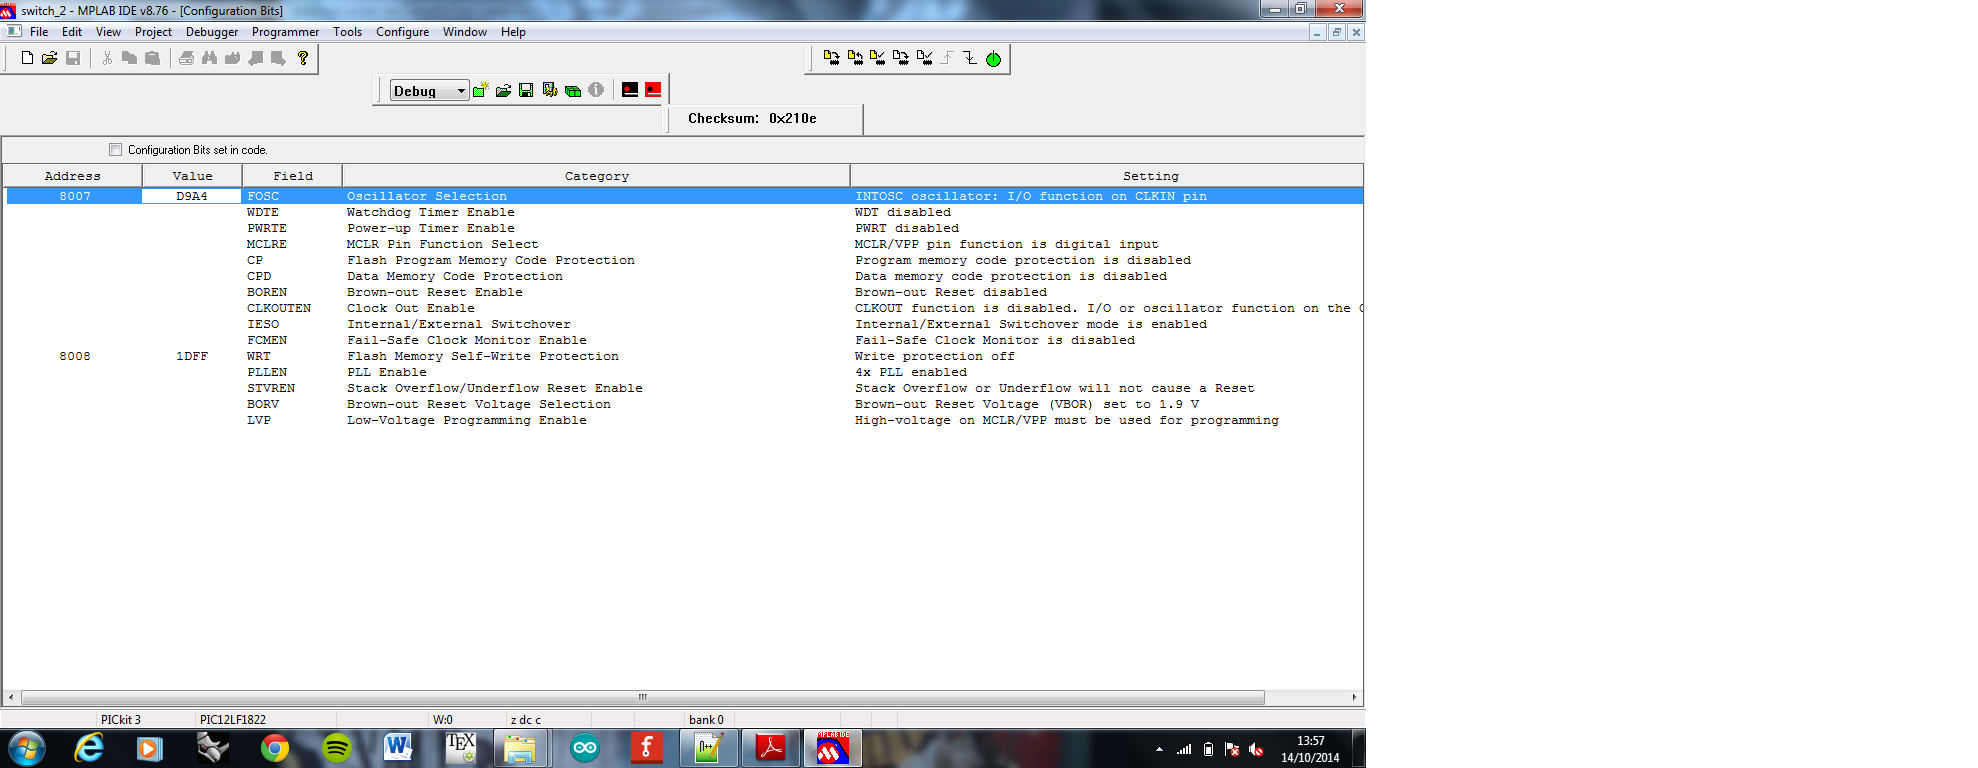 switch_2 - MPLAB IDE v8.76 - [Configuration Bits]
File Edit View Project Debugger Programmer Tools Configure Window Help
Debug
Checksum: 0x210e
Configuration Bits set in code.
Address Value Field Category Setting
8007 D9A4 FOSC Oscillator Selection INTOSC oscillator: I/O function on CLKIN pin
WDTE Watchdog Timer Enable WDT disabled
PWRTE Power-up Timer Enable PWRT disabled
MCLRE MCLR Pin Function Select MCLR/VPP pin function is digital input
CP Flash Program Memory Code Protection Program memory code protection is disabled
CPD Data Memory Code Protection Data memory code protection is disabled
BOREN Brown-out Reset Enable Brown-out Reset disabled
CLKOUTEN Clock Out Enable CLKOUT function is disabled. I/O or oscillator function on the
IESO Internal/External Switchover Internal/External Switchover mode is enabled
FCMEN Fail-Safe Clock Monitor Enable Fail-Safe Clock Monitor is disabled
8008 1DFF WRT Flash Memory Self-Write Protection Write protection off
PLLEN PLL Enable 4x PLL enabled
STVREN Stack Overflow/Underflow Reset Enable Stack Overflow or Underflow will not cause a Reset
BORV Brown-out Reset Voltage Selection Brown-out Reset Voltage (VBOR) set to 1.9 V
LVP Low-Voltage Programming Enable High-voltage on MCLR/VPP must be used for programming
PICkit 3 PIC12LF1822 W:0 z dc c bank 0
TEX
MPLAB IDE
13:57
14/10/2014